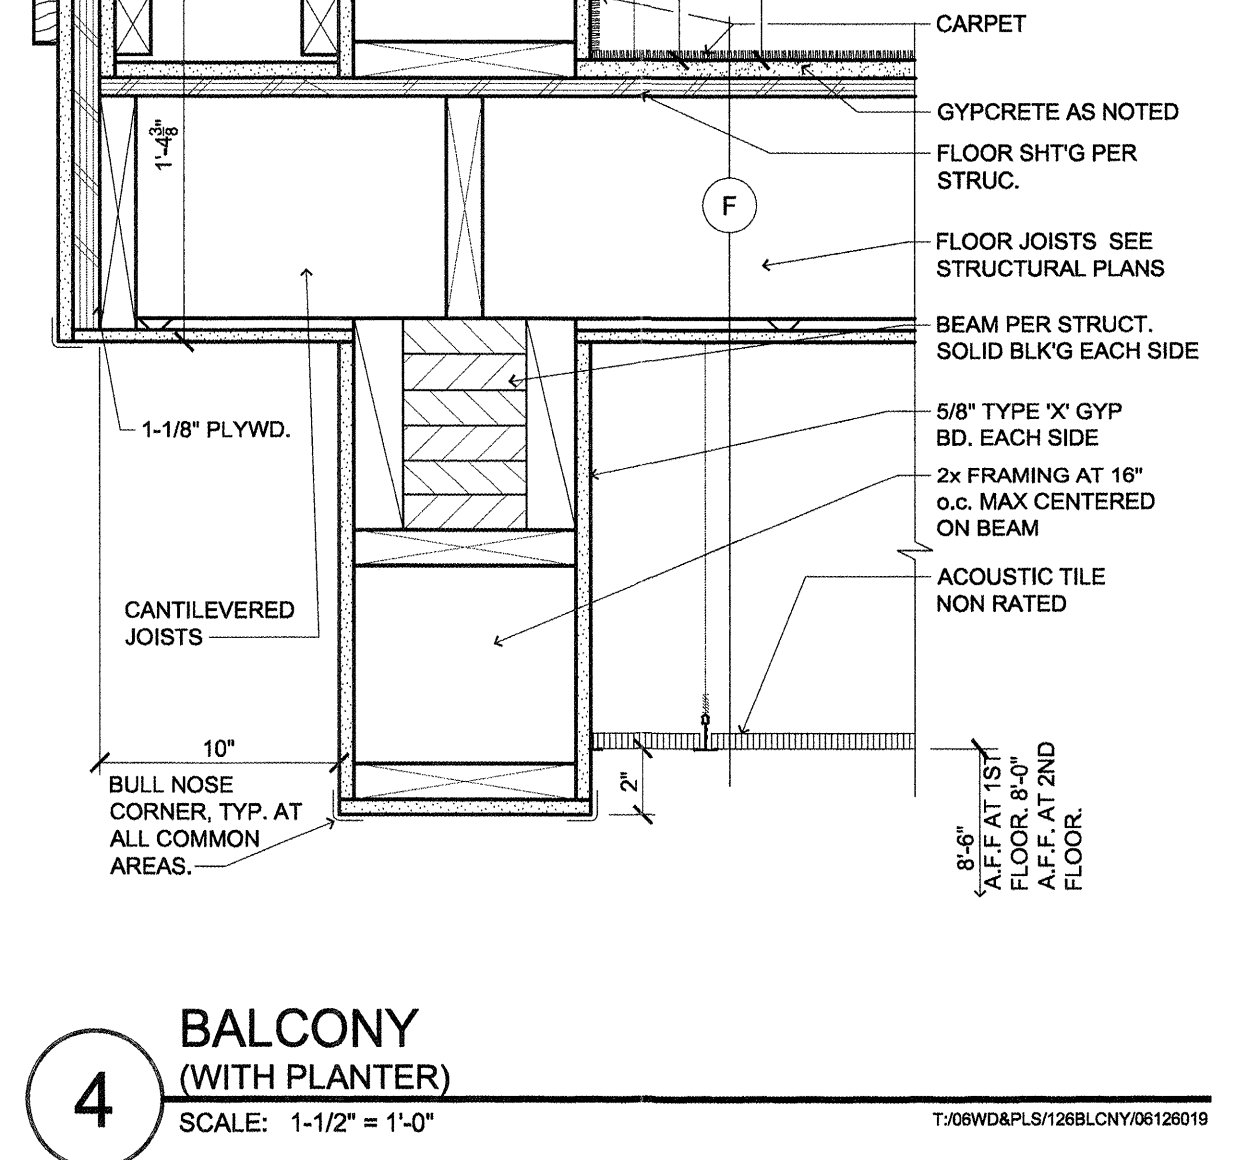 CARPET
GYPCRETE AS NOTED
FLOOR SHT'G PER
STRUC.
1'-4 3/8"
F
FLOOR JOISTS SEE
STRUCTURAL PLANS
BEAM PER STRUCT.
SOLID BLK'G EACH SIDE
1-1/8" PLYWD.
5/8" TYPE 'X' GYP
BD. EACH SIDE
2x FRAMING AT 16"
o.c. MAX CENTERED
ON BEAM
ACOUSTIC TILE
NON RATED
CANTILEVERED
JOISTS
10"
BULL NOSE
CORNER, TYP. AT
ALL COMMON
AREAS.
2"
8'-6"
A.F.F AT 1ST
FLOOR. 8'-0"
A.F.F. AT 2ND
FLOOR.
4
BALCONY
(WITH PLANTER)
SCALE: 1-1/2" = 1'-0"
T:/06WD&PLS/126BLCNY/06126019